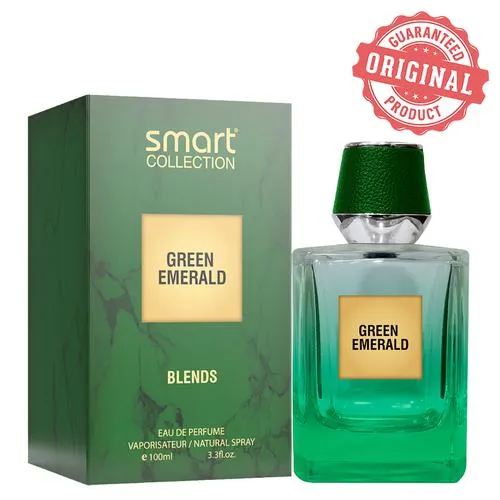 GUARANTEED
ORIGINAL
PRODUCT
smart®
COLLECTION
GREEN
EMERALD
BLENDS
EAU DE PERFUME
VAPORISATEUR / NATURAL SPRAY
e 100ml 3.3fl.oz.
GREEN
EMERALD